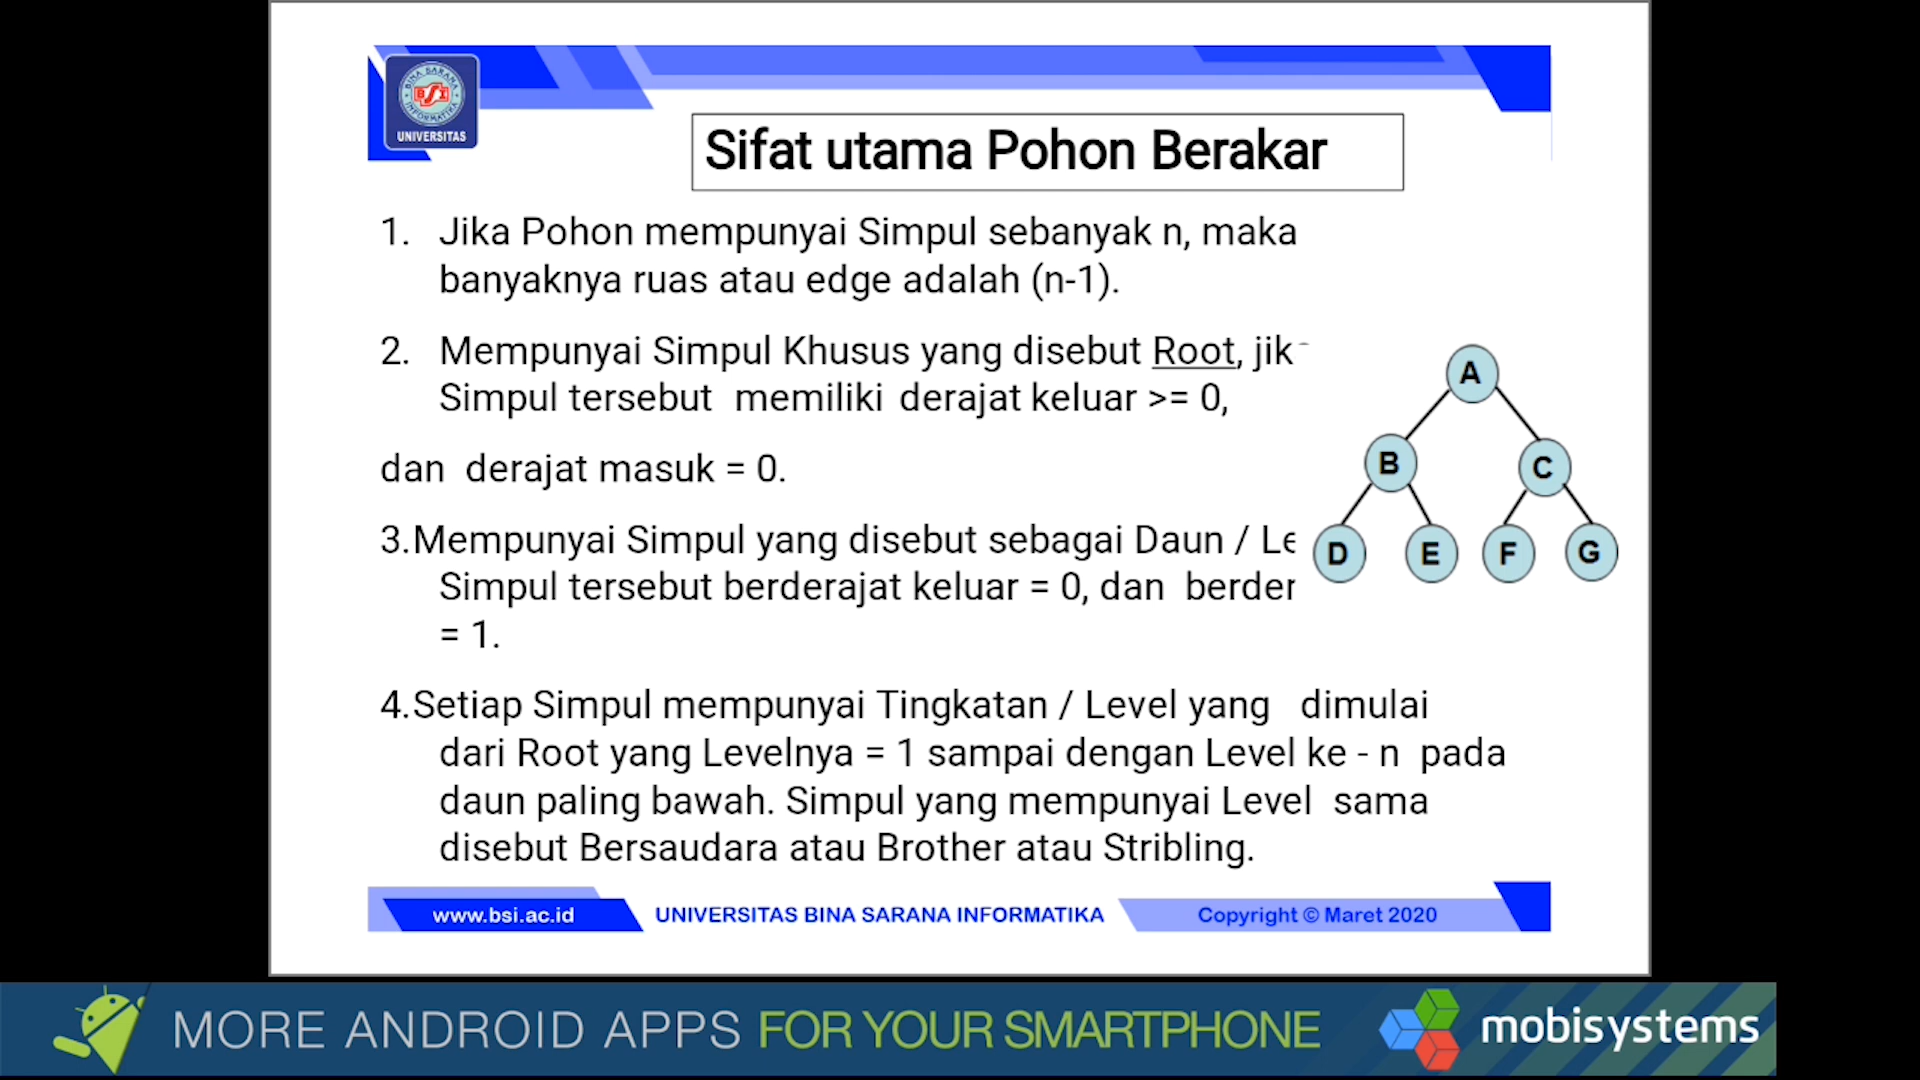 BINA SARANA
BSI
INFORMATIKA
UNIVERSITAS
Sifat utama Pohon Berakar
1. Jika Pohon mempunyai Simpul sebanyak n, maka
banyaknya ruas atau edge adalah (n-1).
2. Mempunyai Simpul Khusus yang disebut Root, jik
Simpul tersebut memiliki derajat keluar >= 0,
dan derajat masuk = 0.
3.Mempunyai Simpul yang disebut sebagai Daun / Le
Simpul tersebut berderajat keluar = 0, dan berder
= 1.
A
B C
D E F G
4.Setiap Simpul mempunyai Tingkatan / Level yang dimulai
dari Root yang Levelnya = 1 sampai dengan Level ke - n pada
daun paling bawah. Simpul yang mempunyai Level sama
disebut Bersaudara atau Brother atau Stribling.
www.bsi.ac.id UNIVERSITAS BINA SARANA INFORMATIKA Copyright © Maret 2020
MORE ANDROID APPS FOR YOUR SMARTPHONE mobisystems